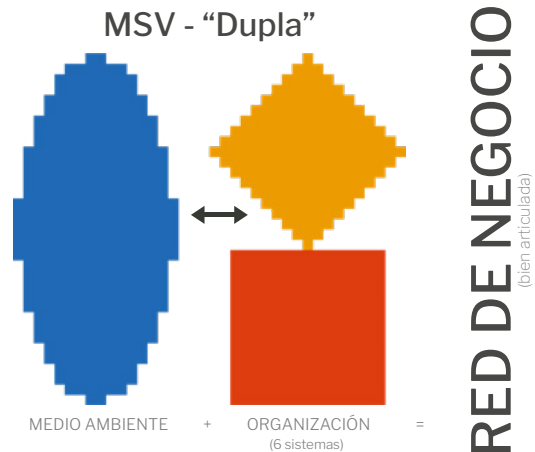 MSV - “Dupla”
MEDIO AMBIENTE + ORGANIZACIÓN =
(6 sistemas)
RED DE NEGOCIO
(bien articulada)